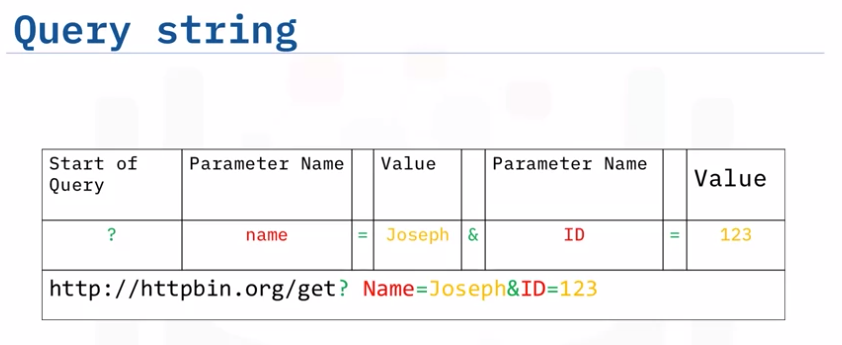 Query string
Start of Query Parameter Name Value Parameter Name Value
? name = Joseph & ID = 123
http://httpbin.org/get? Name=Joseph&ID=123